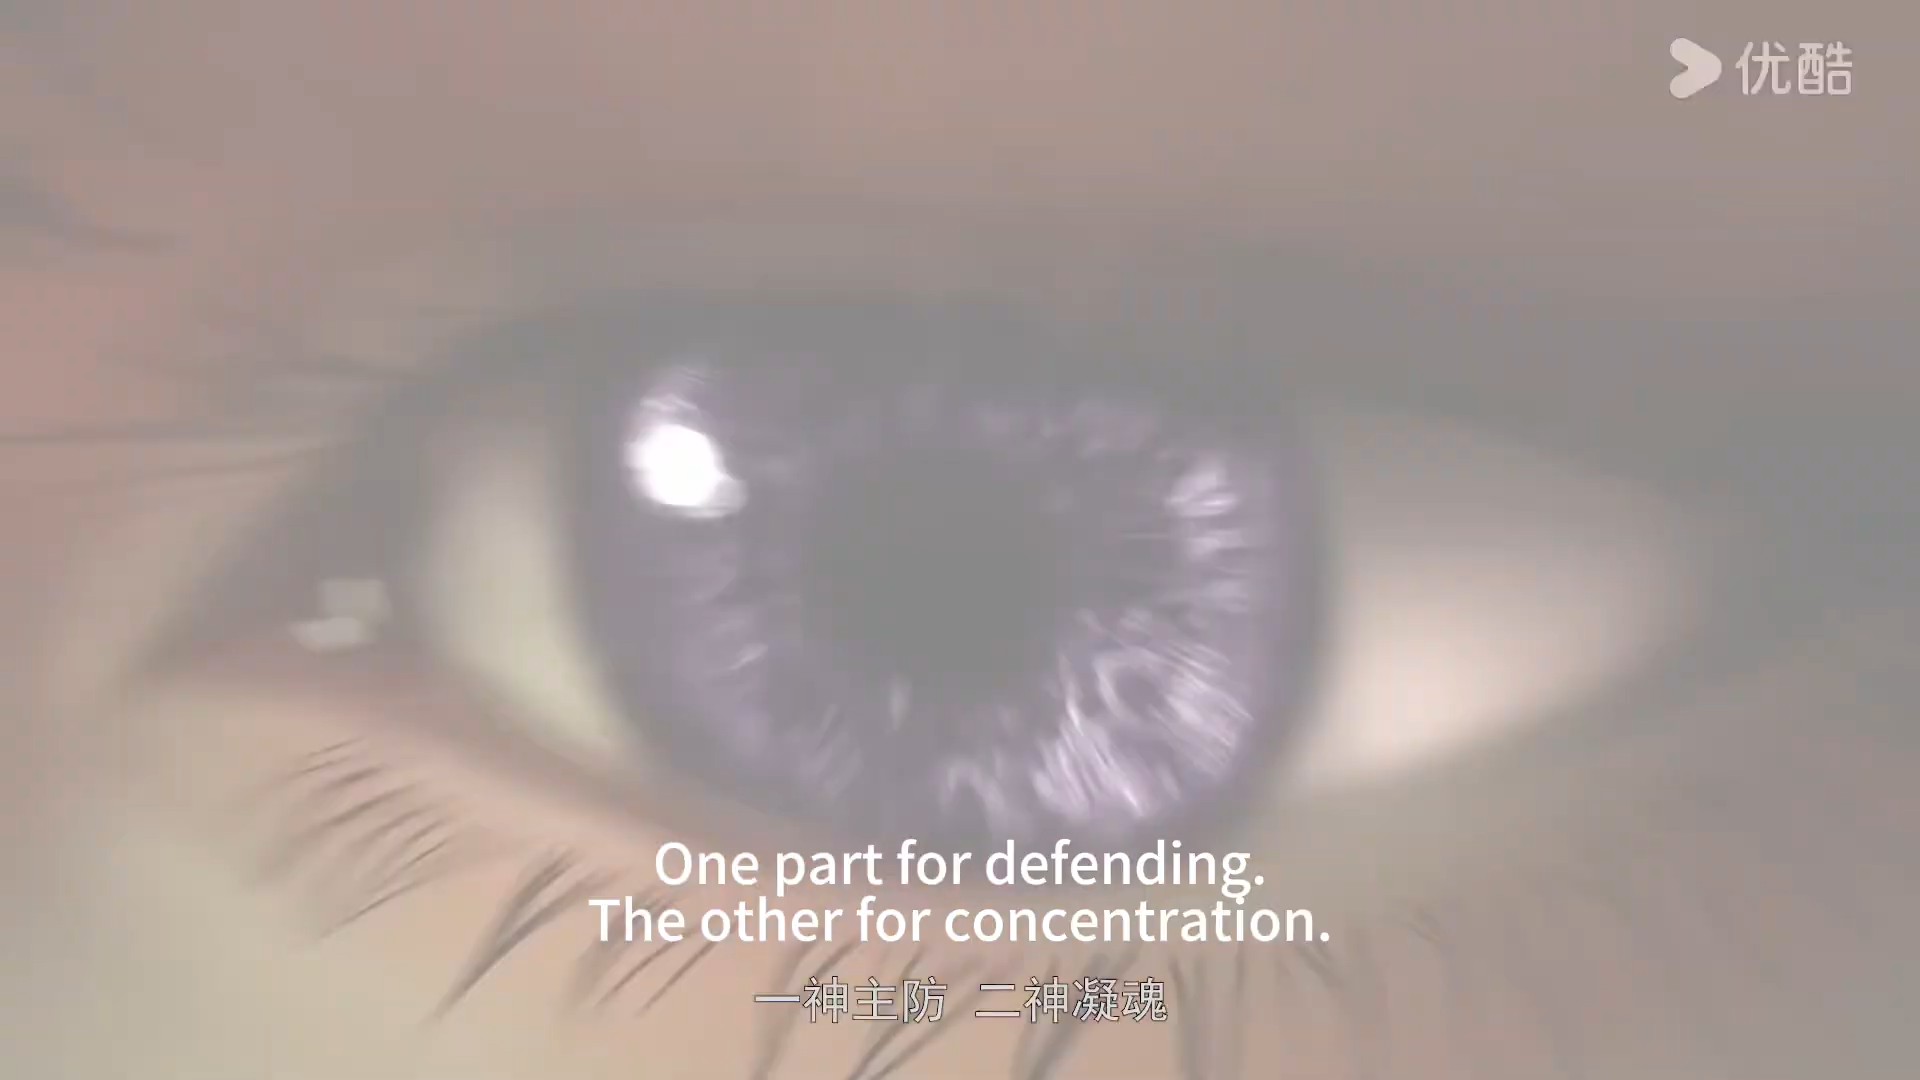 优酷
One part for defending.
The other for concentration.
一神主防 二神凝魂